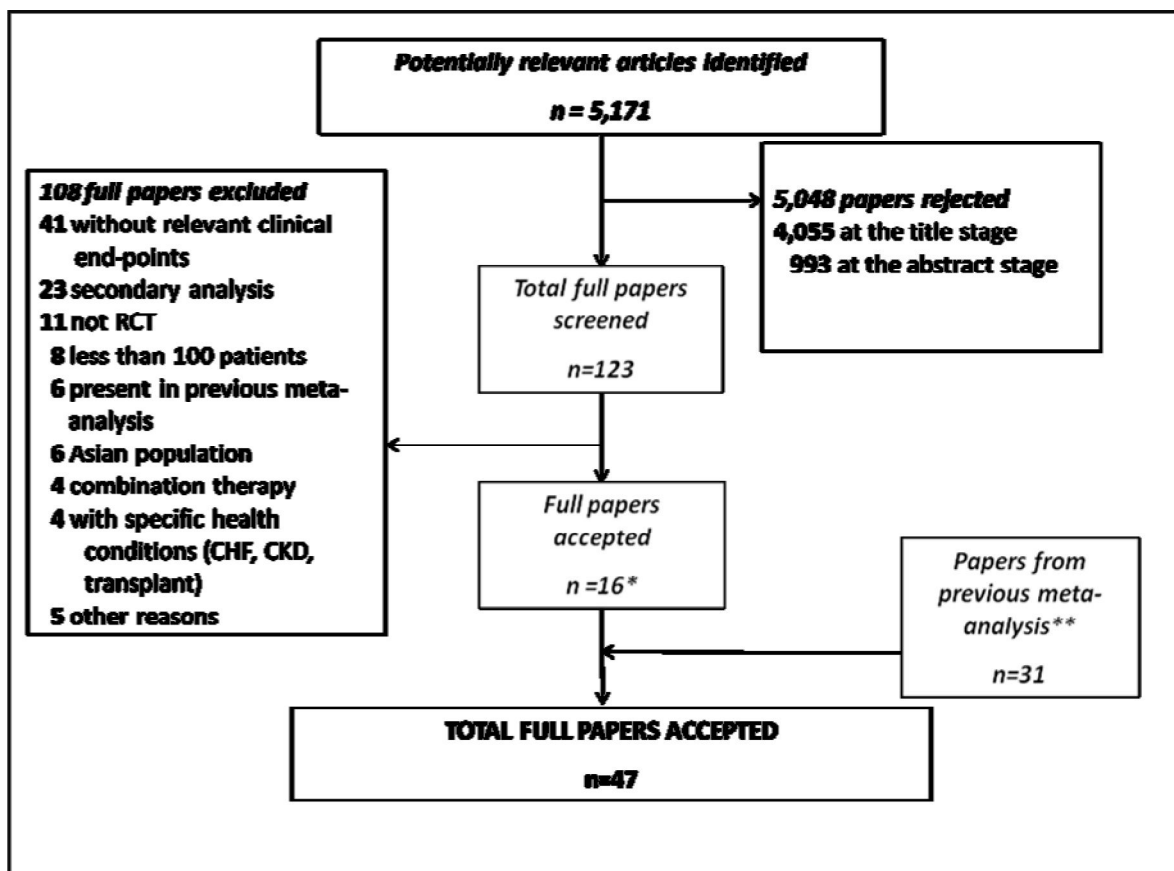 Potentially relevant articles identified
n = 5,171
108 full papers excluded
41 without relevant clinical
end-points
23 secondary analysis
11 not RCT
8 less than 100 patients
6 present in previous meta-
analysis
6 Asian population
4 combination therapy
4 with specific health
conditions (CHF, CKD,
transplant)
5 other reasons
5,048 papers rejected
4,055 at the title stage
993 at the abstract stage
Total full papers
screened
n=123
Full papers
accepted
n =16*
Papers from
previous meta-
analysis**
n=31
TOTAL FULL PAPERS ACCEPTED
n=47